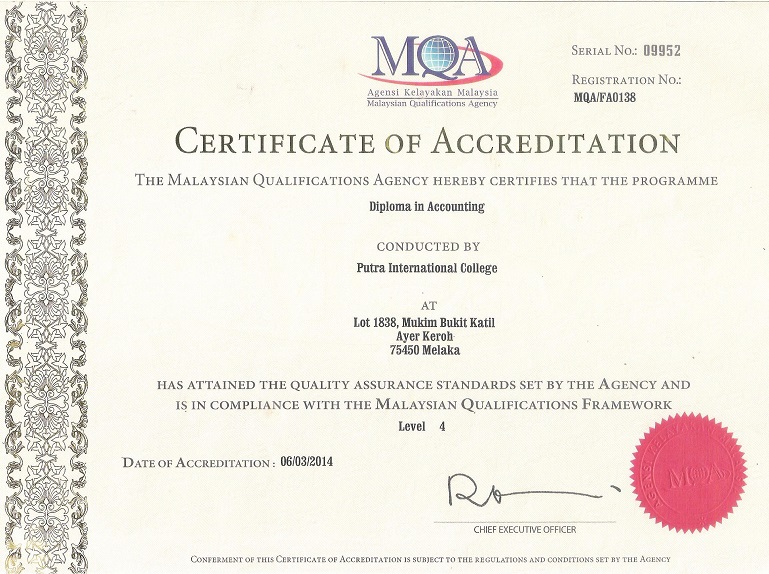 MQA
Agensi Kelayakan Malaysia
Malaysian Qualifications Agency
SERIAL NO.: 09952
REGISTRATION NO.:
MQA/FA0138
CERTIFICATE OF ACCREDITATION
THE MALAYSIAN QUALIFICATIONS AGENCY HEREBY CERTIFIES THAT THE PROGRAMME
Diploma in Accounting
CONDUCTED BY
Putra International College
AT
Lot 1838, Mukim Bukit Katil
Ayer Keroh
75450 Melaka
HAS ATTAINED THE QUALITY ASSURANCE STANDARDS SET BY THE AGENCY AND
IS IN COMPLIANCE WITH THE MALAYSIAN QUALIFICATIONS FRAMEWORK
Level 4
DATE OF ACCREDITATION : 06/03/2014
MQA
CHIEF EXECUTIVE OFFICER
CONFERMENT OF THIS CERTIFICATE OF ACCREDITATION IS SUBJECT TO THE REGULATIONS AND CONDITIONS SET BY THE AGENCY